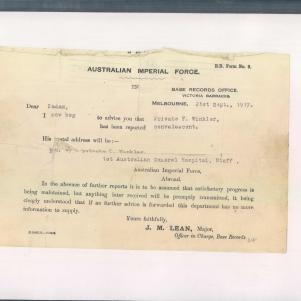 B.R. Form No. 9.
AUSTRALIAN IMPERIAL FORCE.
BASE RECORDS OFFICE,
VICTORIA BARRACKS,
MELBOURNE, 21st Sept., 1917.
Dear Madam,
I now beg to advise you that Private F. Winkler,
has been reported convalescent.
His postal address will be:—
Winkler,
1st Australian General Hospital, Staff
Australian Imperial Force,
Abroad.
In the absence of further reports it is to be assumed that satisfactory progress is
being maintained, but anything later received will be promptly transmitted, it being
clearly understood that if no further advice is forwarded this department has no more
information to supply.
Yours faithfully,
J. M. LEAN, Major,
Officer in Charge, Base Records